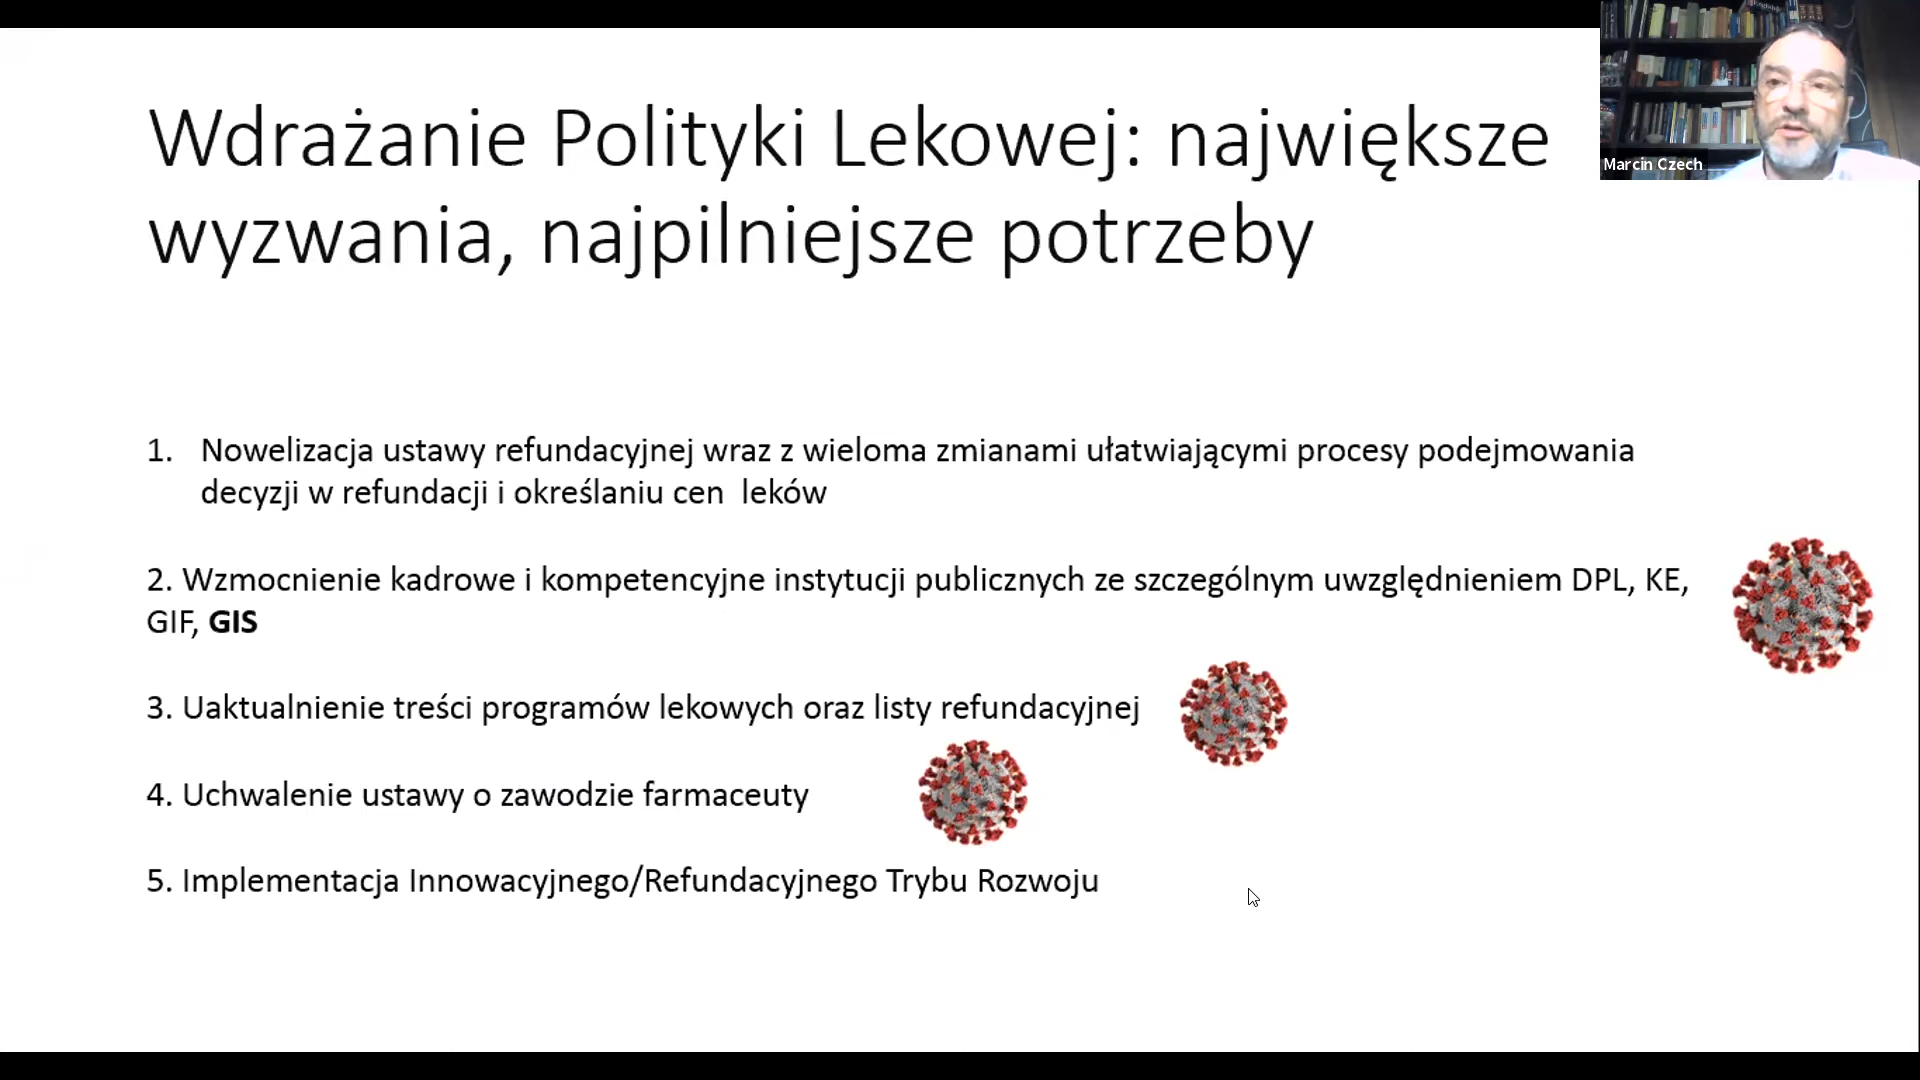 Wdrażanie Polityki Lekowej: największe
wyzwania, najpilniejsze potrzeby
Marcin Czech
1. Nowelizacja ustawy refundacyjnej wraz z wieloma zmianami ułatwiającymi procesy podejmowania
decyzji w refundacji i określaniu cen  leków
2. Wzmocnienie kadrowe i kompetencyjne instytucji publicznych ze szczególnym uwzględnieniem DPL, KE,
GIF, GIS
3. Uaktualnienie treści programów lekowych oraz listy refundacyjnej
4. Uchwalenie ustawy o zawodzie farmaceuty
5. Implementacja Innowacyjnego/Refundacyjnego Trybu Rozwoju